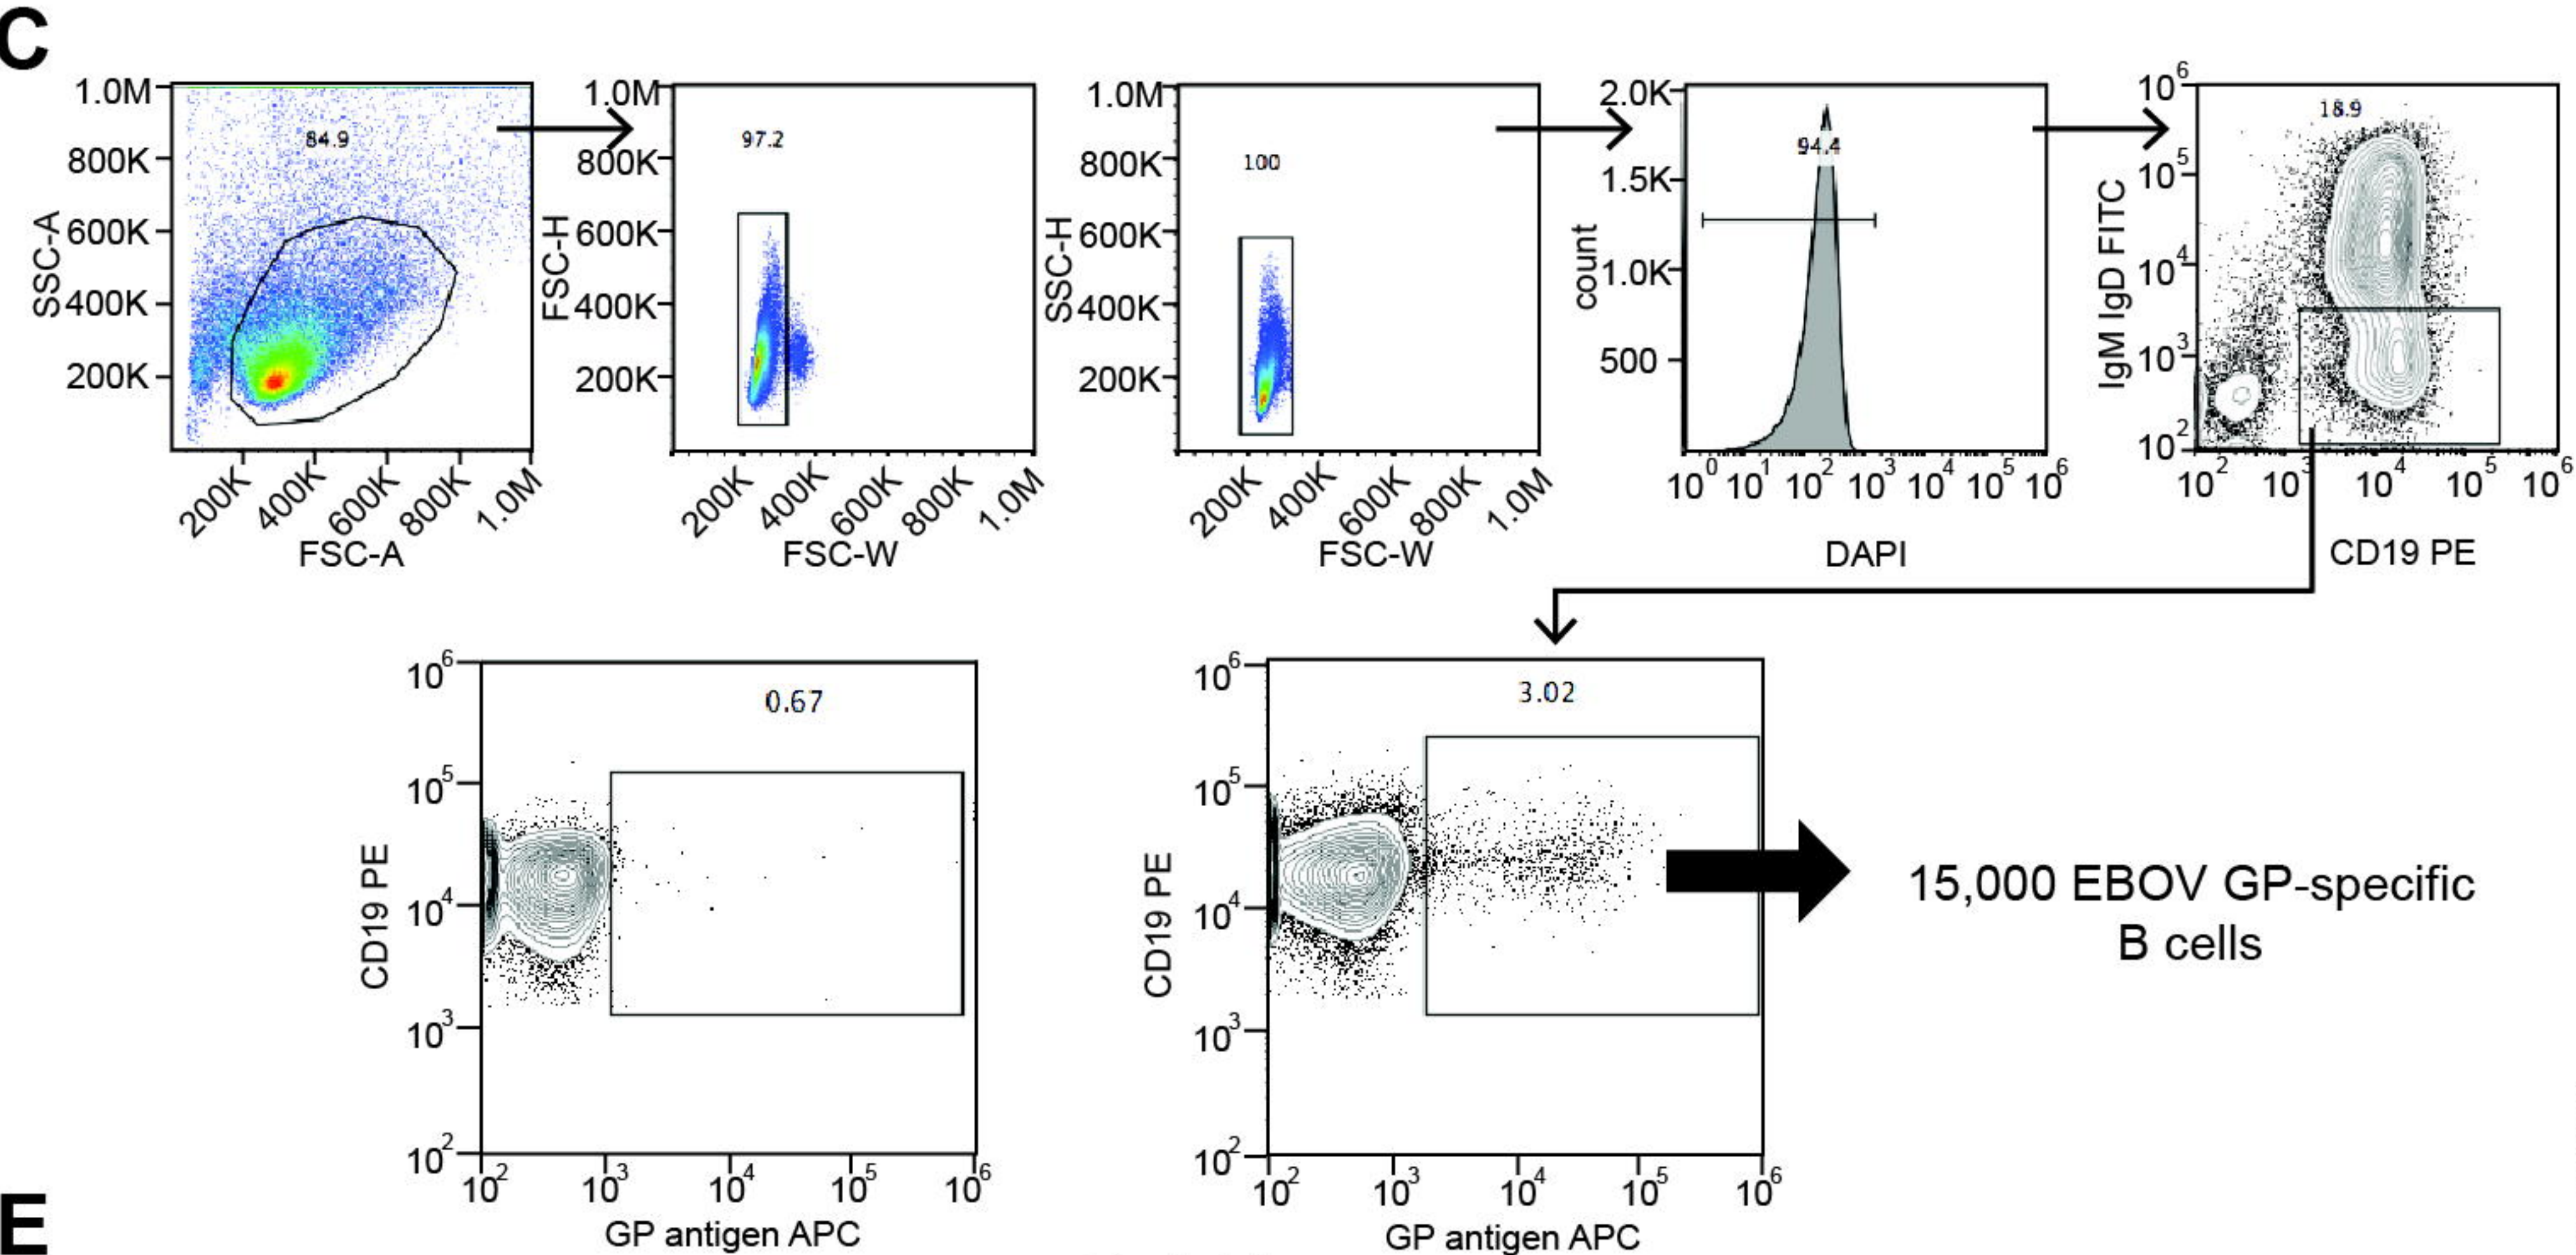 C
1.0M
800K
600K
400K
200K
SSC-A
84.9
200K
400K
600K
800K
1.0M
FSC-A
1.0M
800K
600K
400K
200K
FSC-H
97.2
200K
400K
600K
800K
1.0M
FSC-W
1.0M
800K
600K
400K
200K
SSC-H
100
200K
400K
600K
800K
1.0M
FSC-W
2.0K
1.5K
1.0K
500
count
94.4
10^0 10^1 10^2 10^3 10^4 10^5 10^6
DAPI
10^6
10^5
10^4
10^3
10^2
IgM IgD FITC
18.9
10^2 10^3 10^4 10^5 10^6
CD19 PE
10^6
10^5
10^4
10^3
10^2
CD19 PE
0.67
10^2 10^3 10^4 10^5 10^6
GP antigen APC
10^6
10^5
10^4
10^3
10^2
CD19 PE
3.02
10^2 10^3 10^4 10^5 10^6
GP antigen APC
15,000 EBOV GP-specific
B cells
E